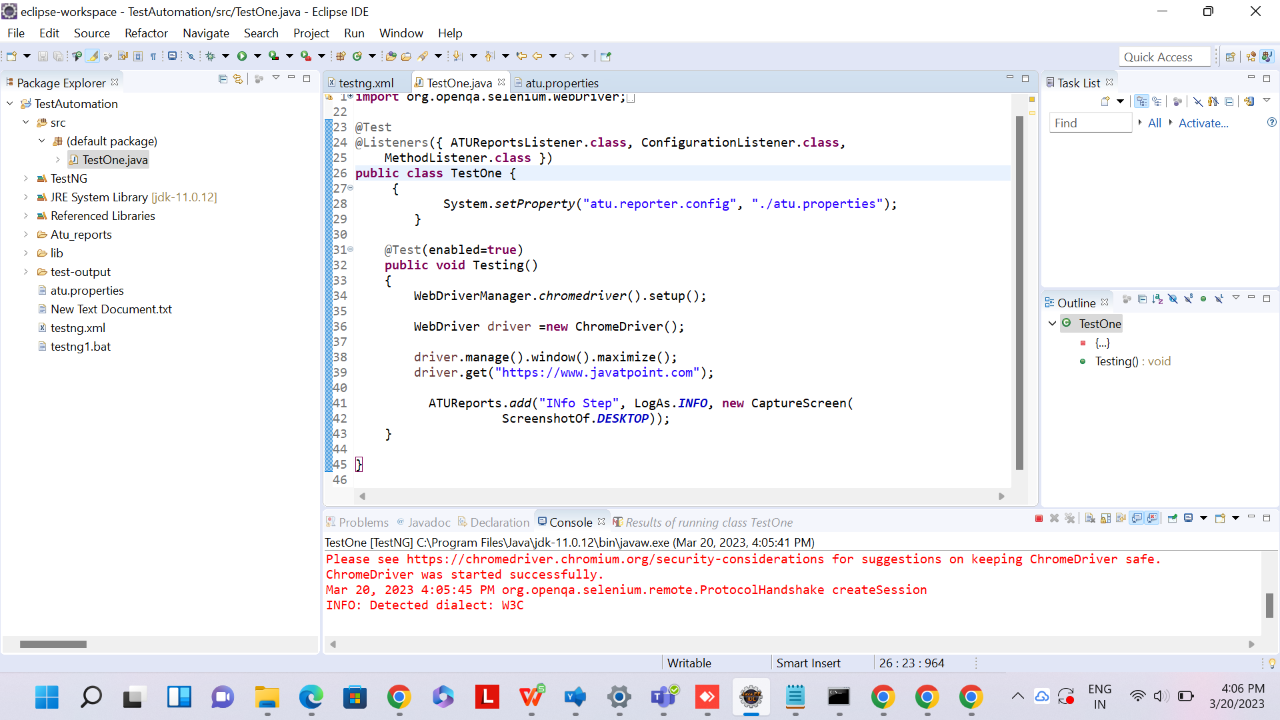 eclipse-workspace - TestAutomation/src/TestOne.java - Eclipse IDE
File Edit Source Refactor Navigate Search Project Run Window Help
Quick Access
Package Explorer
TestAutomation
src
(default package)
TestOne.java
TestNG
JRE System Library [jdk-11.0.12]
Referenced Libraries
Atu_reports
lib
test-output
atu.properties
New Text Document.txt
testng.xml
testng1.bat
testng.xml TestOne.java atu.properties
1 import org.openqa.selenium.WebDriver;
22
23 @Test
24 @Listeners({ ATUReportsListener.class, ConfigurationListener.class,
25 MethodListener.class })
26 public class TestOne {
27 {
28 System.setProperty("atu.reporter.config", "./atu.properties");
29 }
30
31 @Test(enabled=true)
32 public void Testing()
33 {
34 WebDriverManager.chromedriver().setup();
35
36 WebDriver driver =new ChromeDriver();
37
38 driver.manage().window().maximize();
39 driver.get("https://www.javatpoint.com");
40
41 ATUReports.add("INfo Step", LogAs.INFO, new CaptureScreen(
42 ScreenshotOf.DESKTOP));
43 }
44
45 }
46
Task List
Find All Activate...
Outline
TestOne
{...}
Testing() : void
Problems Javadoc Declaration Console Results of running class TestOne
TestOne [TestNG] C:\Program Files\Java\jdk-11.0.12\bin\javaw.exe (Mar 20, 2023 4:05:41 PM)
Please see https://chromedriver.chromium.org/security-considerations for suggestions on keeping ChromeDriver safe.
ChromeDriver was started successfully.
Mar 20, 2023 4:05:45 PM org.openqa.selenium.remote.ProtocolHandshake createSession
INFO: Detected dialect: W3C
Writable Smart Insert 26 : 23 : 964
ENG
IN
4:06 PM
3/20/2023